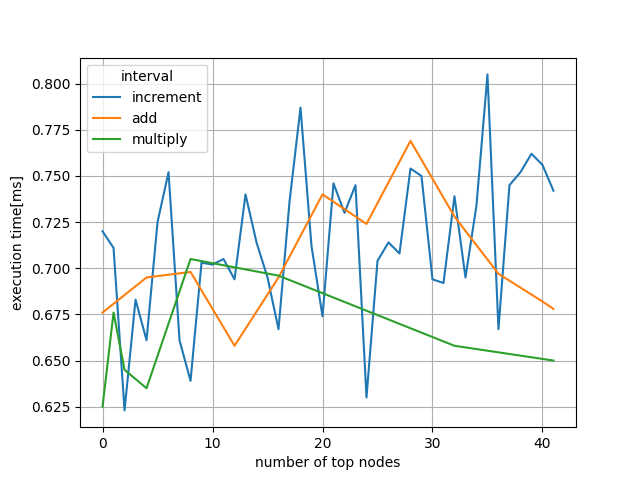 interval
increment
add
multiply
0.800
0.775
0.750
0.725
0.700
0.675
0.650
0.625
execution time[ms]
0 10 20 30 40
number of top nodes